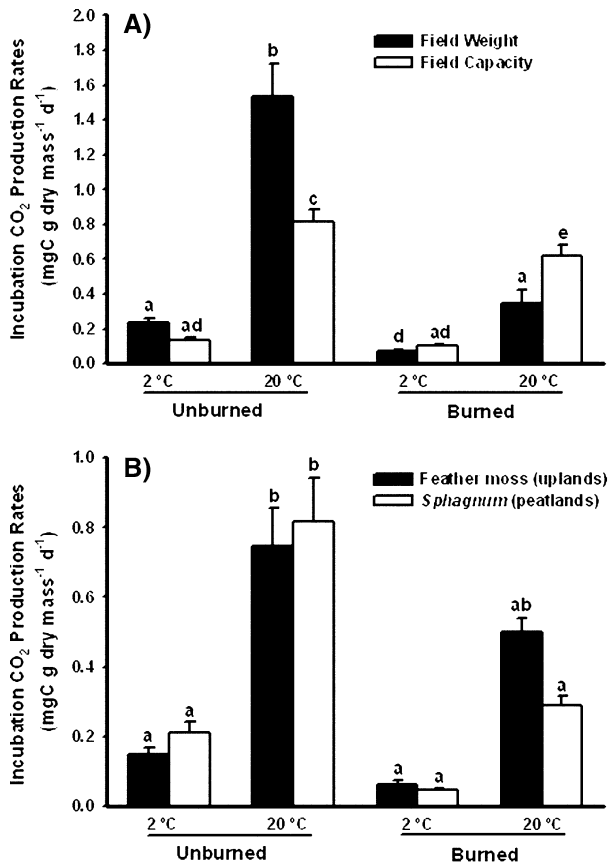 A)
Incubation CO₂ Production Rates
(mgC g dry mass⁻¹ d⁻¹)
2.0
1.8
1.6
1.4
1.2
1.0
0.8
0.6
0.4
0.2
0.0
Field Weight
Field Capacity
a
ad
b
c
d
ad
a
e
2 °C
20 °C
2 °C
20 °C
Unburned
Burned
B)
Incubation CO₂ Production Rates
(mgC g dry mass⁻¹ d⁻¹)
1.0
0.8
0.6
0.4
0.2
0.0
Feather moss (uplands)
Sphagnum (peatlands)
a
a
b
b
a
a
ab
a
2 °C
20 °C
2 °C
20 °C
Unburned
Burned